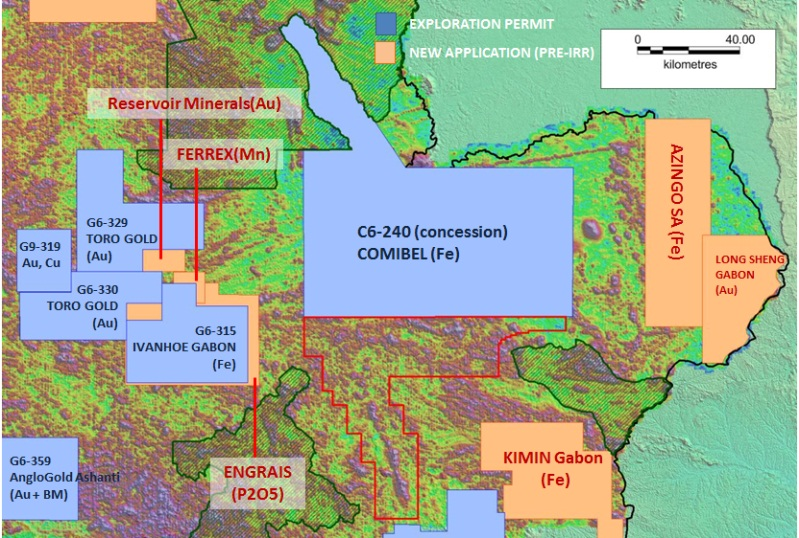 EXPLORATION PERMIT
NEW APPLICATION (PRE-IRR)
0
40.00
kilometres
Reservoir Minerals(Au)
FERREX(Mn)
AZINGO SA (Fe)
G6-329
TORO GOLD
(Au)
C6-240 (concession)
COMIBEL (Fe)
G9-319
Au, Cu
LONG SHENG
GABON
(Au)
G6-330
TORO GOLD
(Au)
G6-315
IVANHOE GABON
(Fe)
G6-359
AngloGold Ashanti
(Au + BM)
ENGRAIS
(P2O5)
KIMIN Gabon
(Fe)